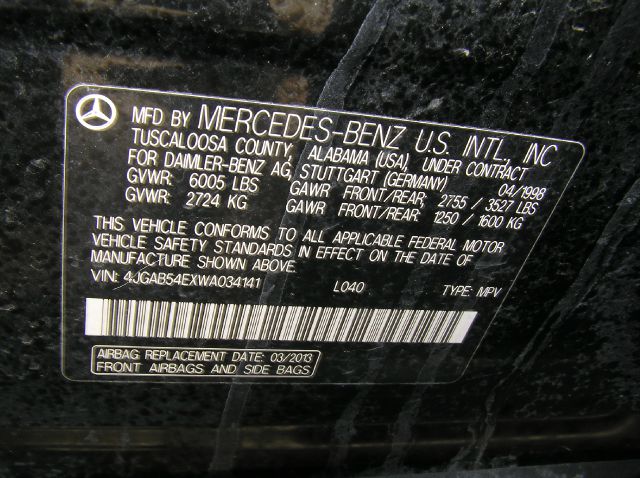 MFD BY MERCEDES-BENZ U.S. INTL, INC
TUSCALOOSA COUNTY, ALABAMA (USA) UNDER CONTRACT
FOR DAIMLER-BENZ AG, STUTTGART (GERMANY) 04/1998
GVWR: 6005 LBS GAWR FRONT/REAR: 2755 / 3527 LBS
GVWR: 2724 KG GAWR FRONT/REAR: 1250 / 1600 KG
THIS VEHICLE CONFORMS TO ALL APPLICABLE FEDERAL MOTOR
VEHICLE SAFETY STANDARDS IN EFFECT ON THE DATE OF
MANUFACTURE SHOWN ABOVE.
VIN: 4JGAB54EXWA034141 L040 TYPE: MPV
AIRBAG REPLACEMENT DATE: 03/2013
FRONT AIRBAGS AND SIDE BAGS